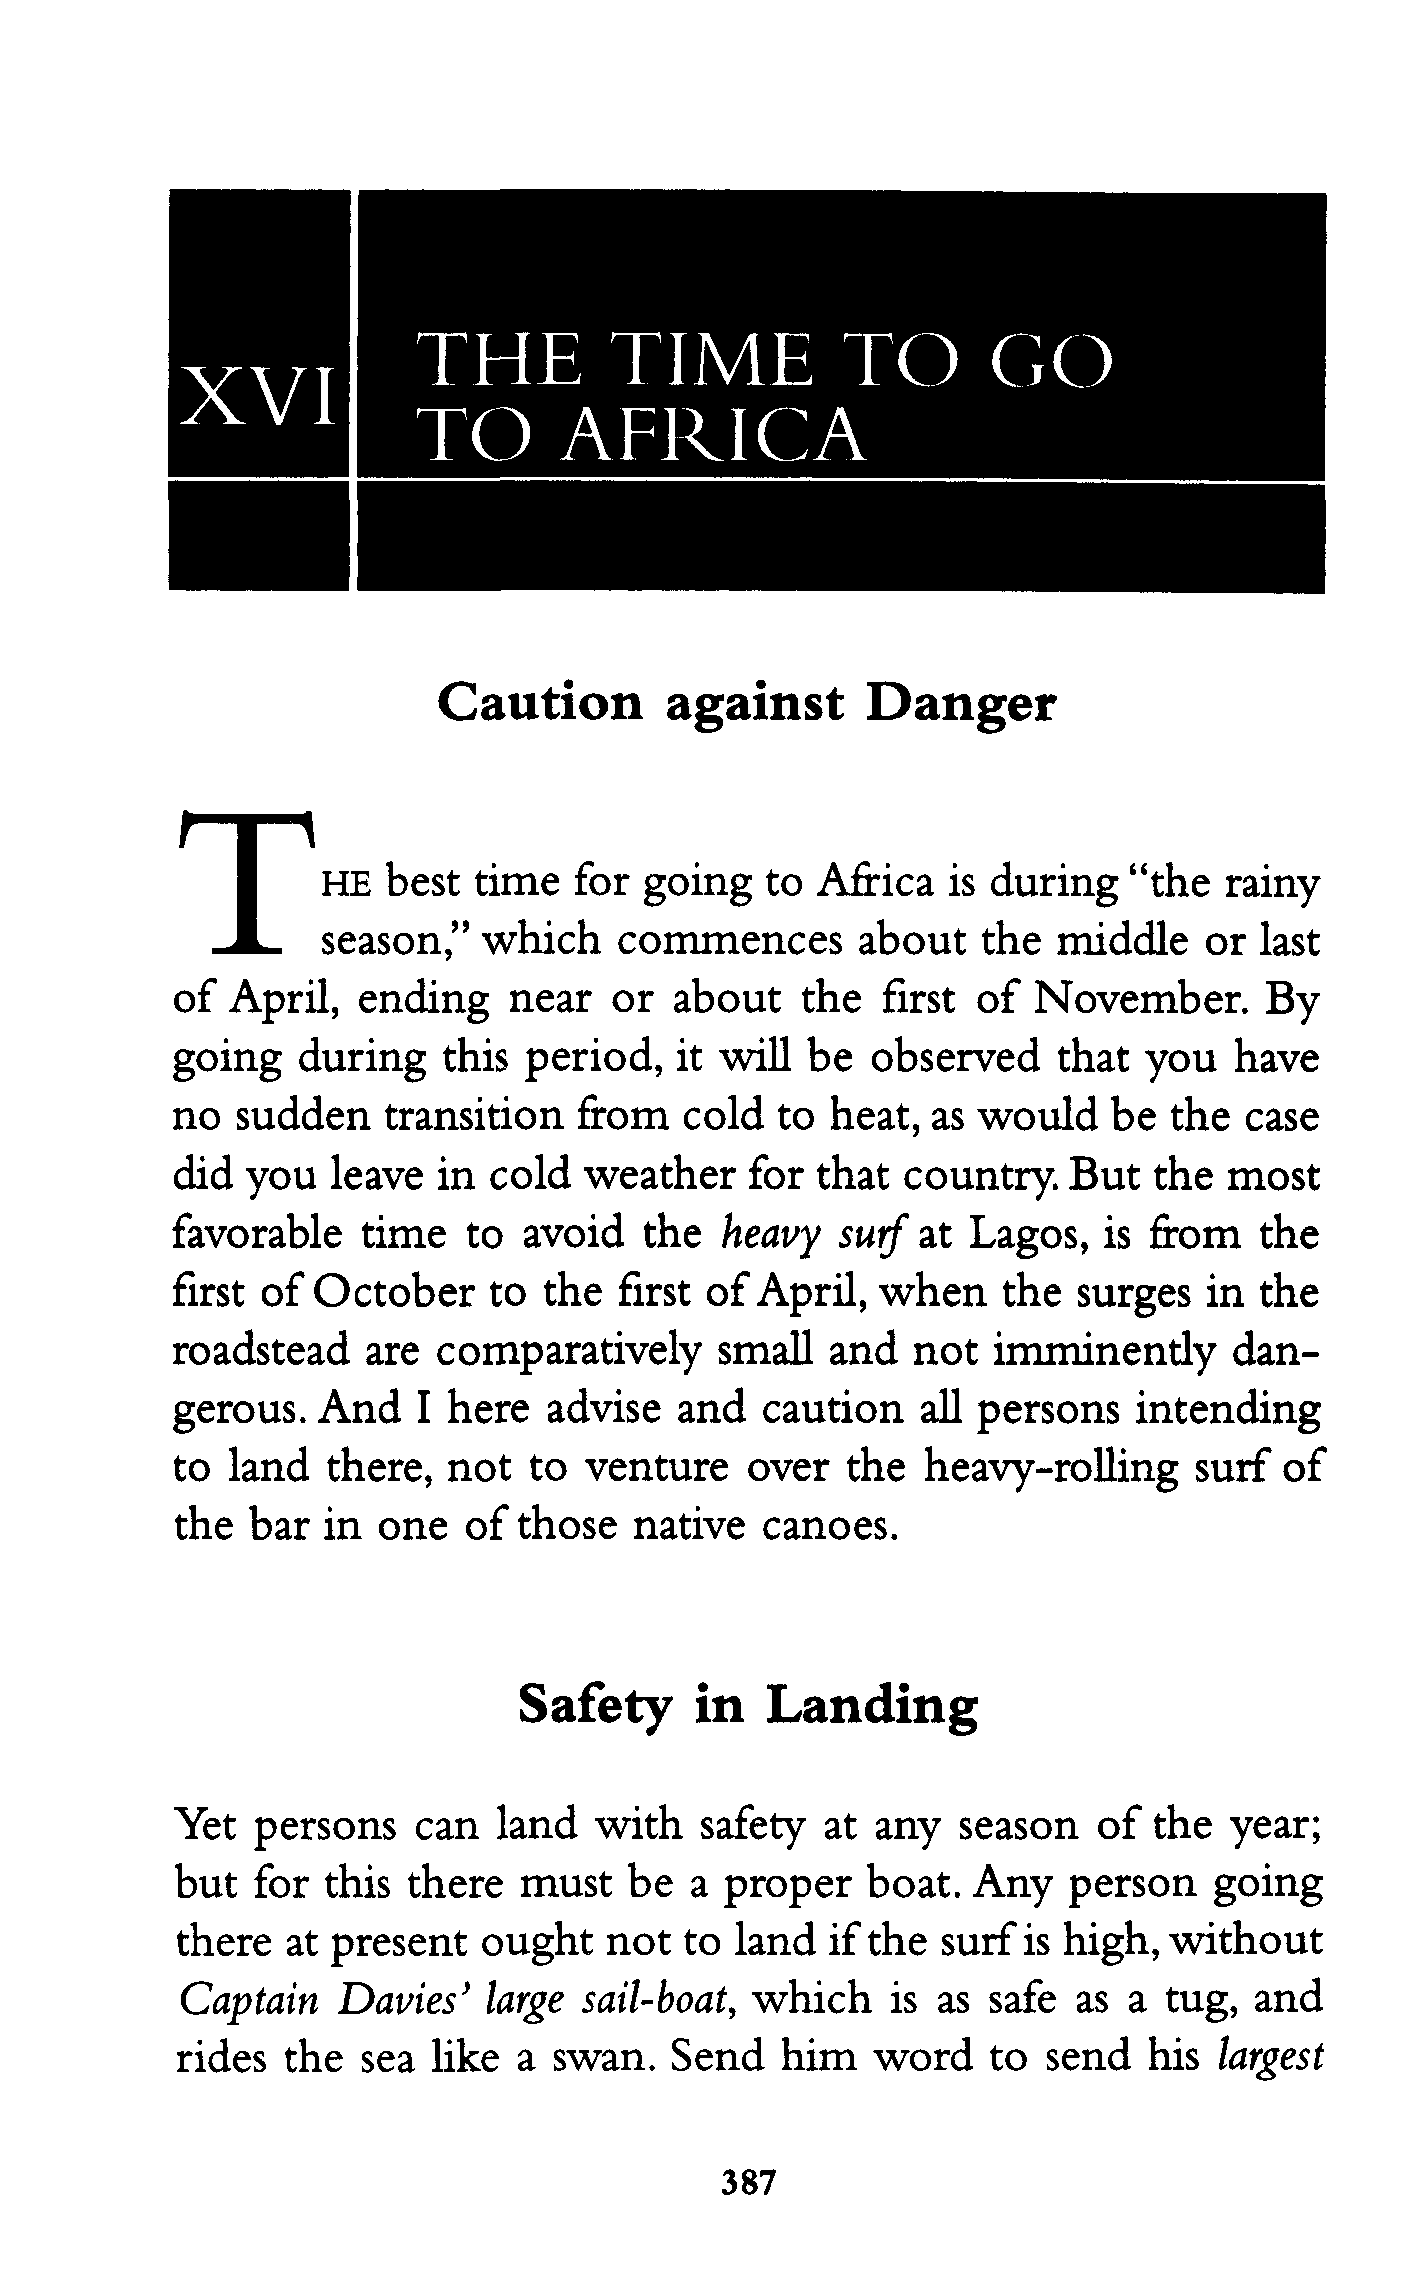 XVI
THE TIME TO GO
TO AFRICA
Caution against Danger
THE best time for going to Africa is during “the rainy
season,” which commences about the middle or last
of April, ending near or about the first of November. By
going during this period, it will be observed that you have
no sudden transition from cold to heat, as would be the case
did you leave in cold weather for that country. But the most
favorable time to avoid the heavy surf at Lagos, is from the
first of October to the first of April, when the surges in the
roadstead are comparatively small and not imminently dan-
gerous. And I here advise and caution all persons intending
to land there, not to venture over the heavy-rolling surf of
the bar in one of those native canoes.
Safety in Landing
Yet persons can land with safety at any season of the year;
but for this there must be a proper boat. Any person going
there at present ought not to land if the surf is high, without
Captain Davies’ large sail-boat, which is as safe as a tug, and
rides the sea like a swan. Send him word to send his largest
387